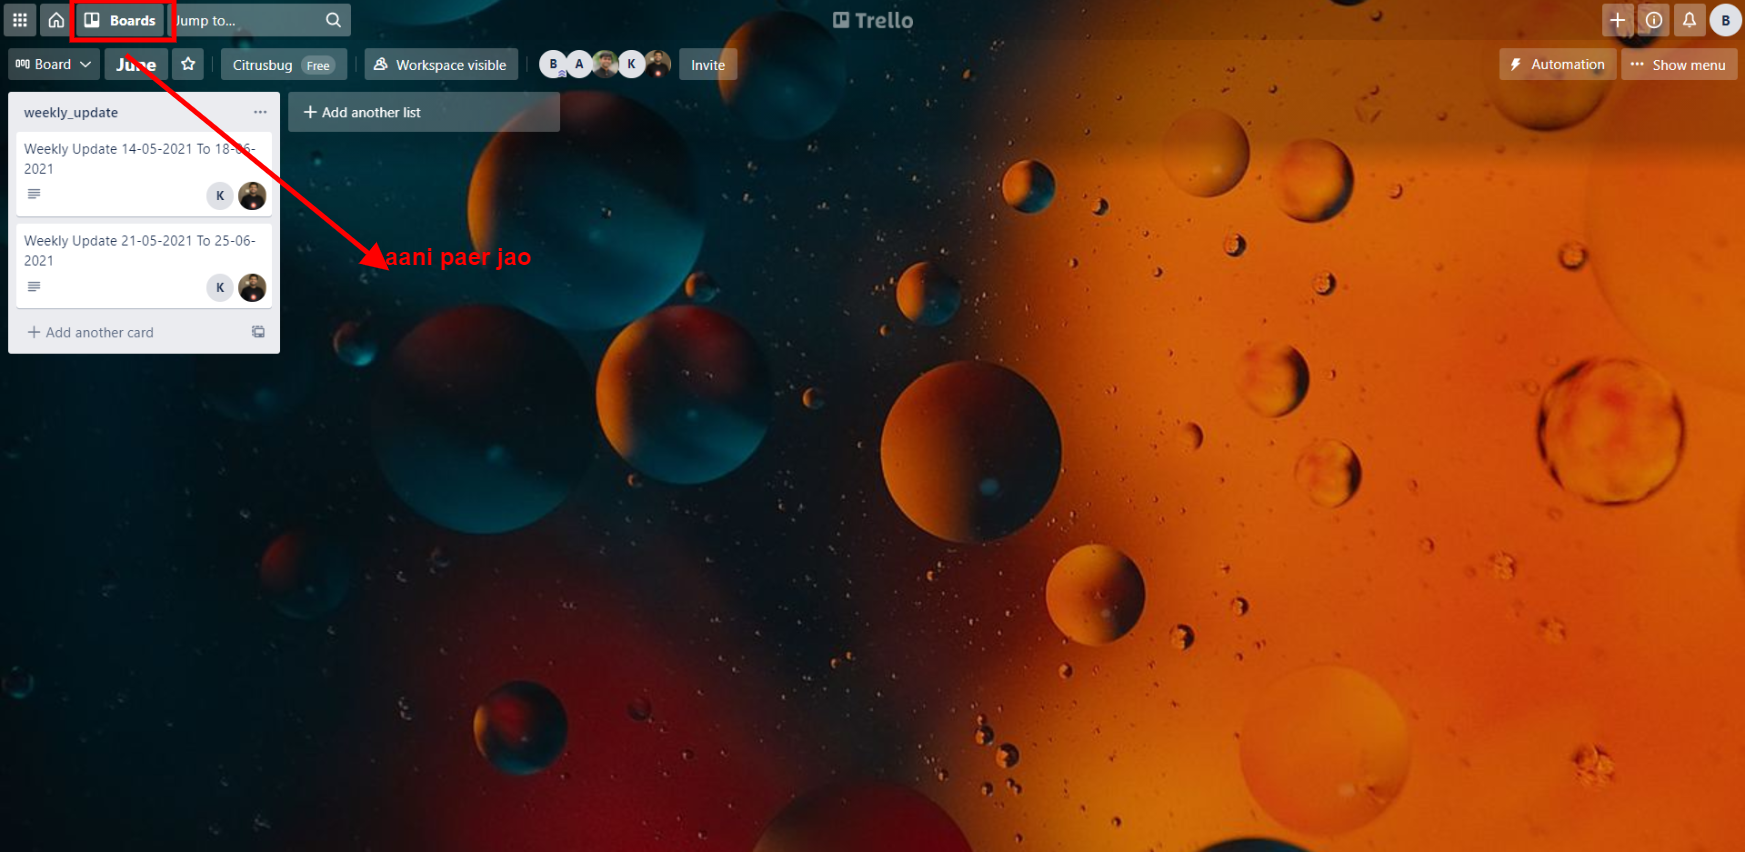 Boards
Jump to...
Trello
B
Board
June
Citrusbug Free
Workspace visible
B
A
K
Invite
Automation
Show menu
weekly_update
Add another list
Weekly Update 14-05-2021 To 18-06-
2021
K
Weekly Update 21-05-2021 To 25-06-
2021
K
Add another card
aani paer jao